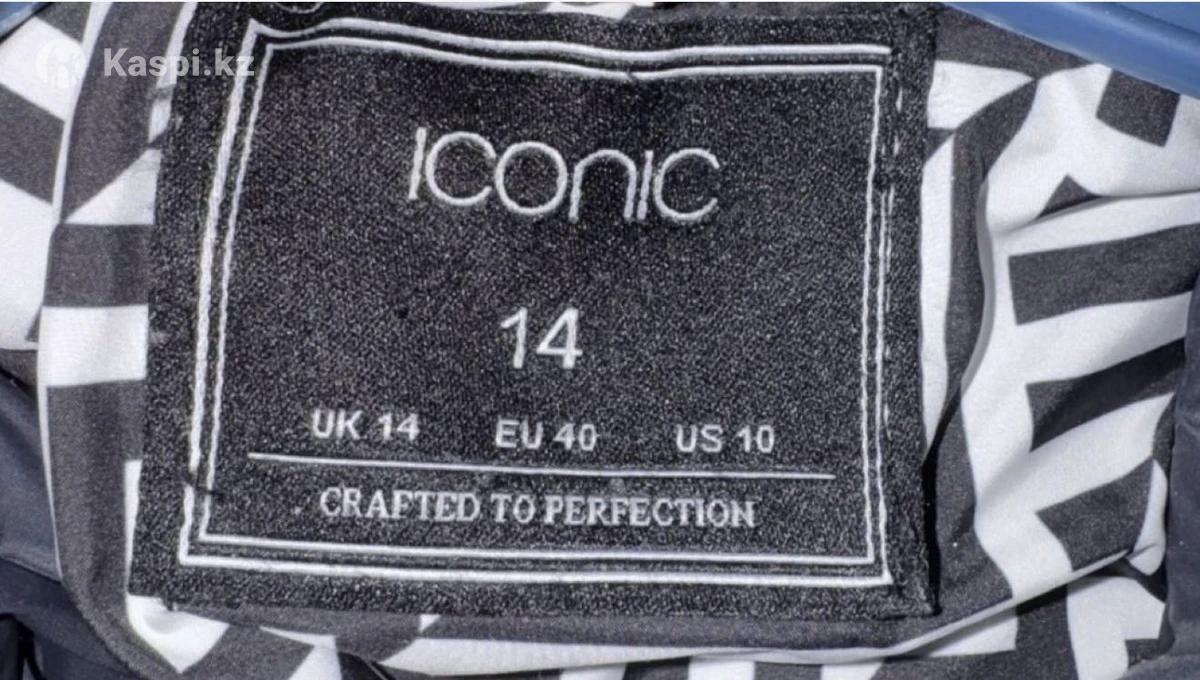 Kaspi.kz
ICONIC
14
UK 14 EU 40 US 10
CRAFTED TO PERFECTION